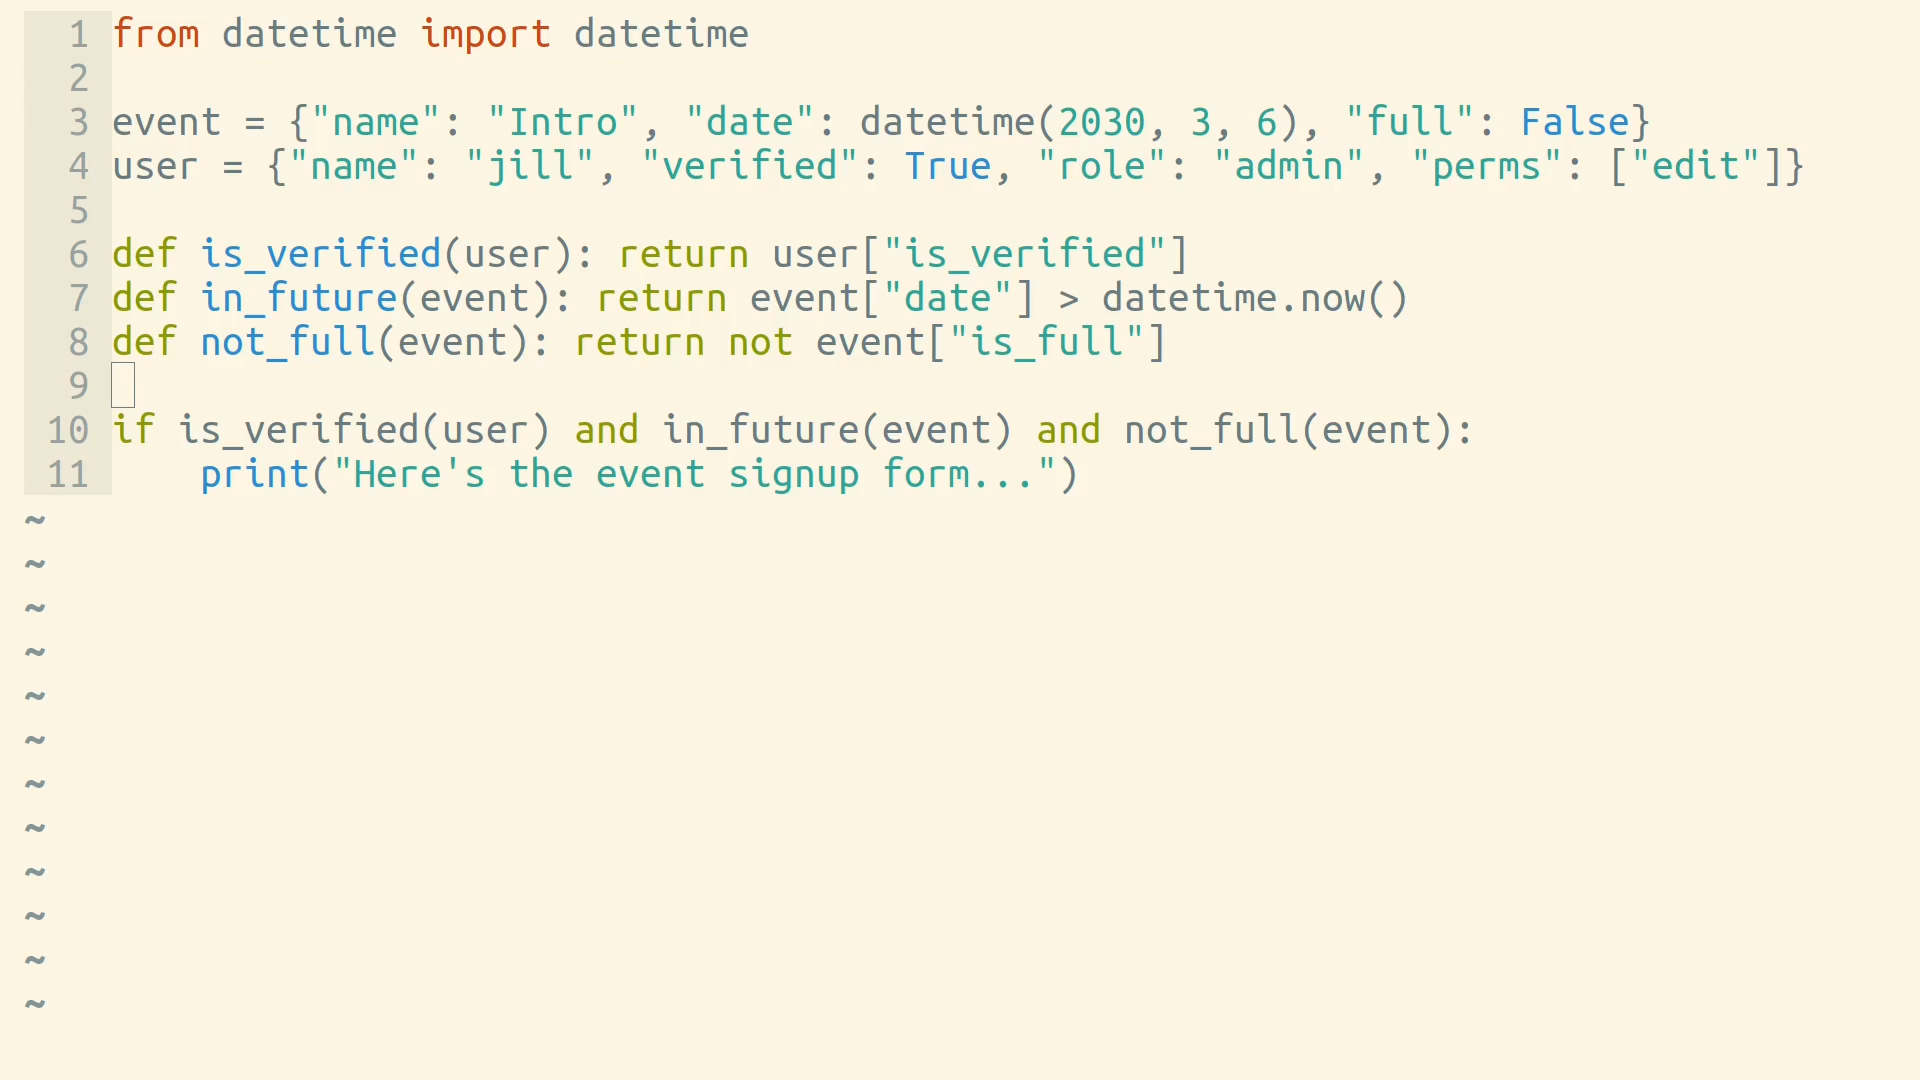 1 from datetime import datetime
2
3 event = {"name": "Intro", "date": datetime(2030, 3, 6), "full": False}
4 user = {"name": "jill", "verified": True, "role": "admin", "perms": ["edit"]}
5
6 def is_verified(user): return user["is_verified"]
7 def in_future(event): return event["date"] > datetime.now()
8 def not_full(event): return not event["is_full"]
9
10 if is_verified(user) and in_future(event) and not_full(event):
11     print("Here's the event signup form...")
~
~
~
~
~
~
~
~
~
~
~
~